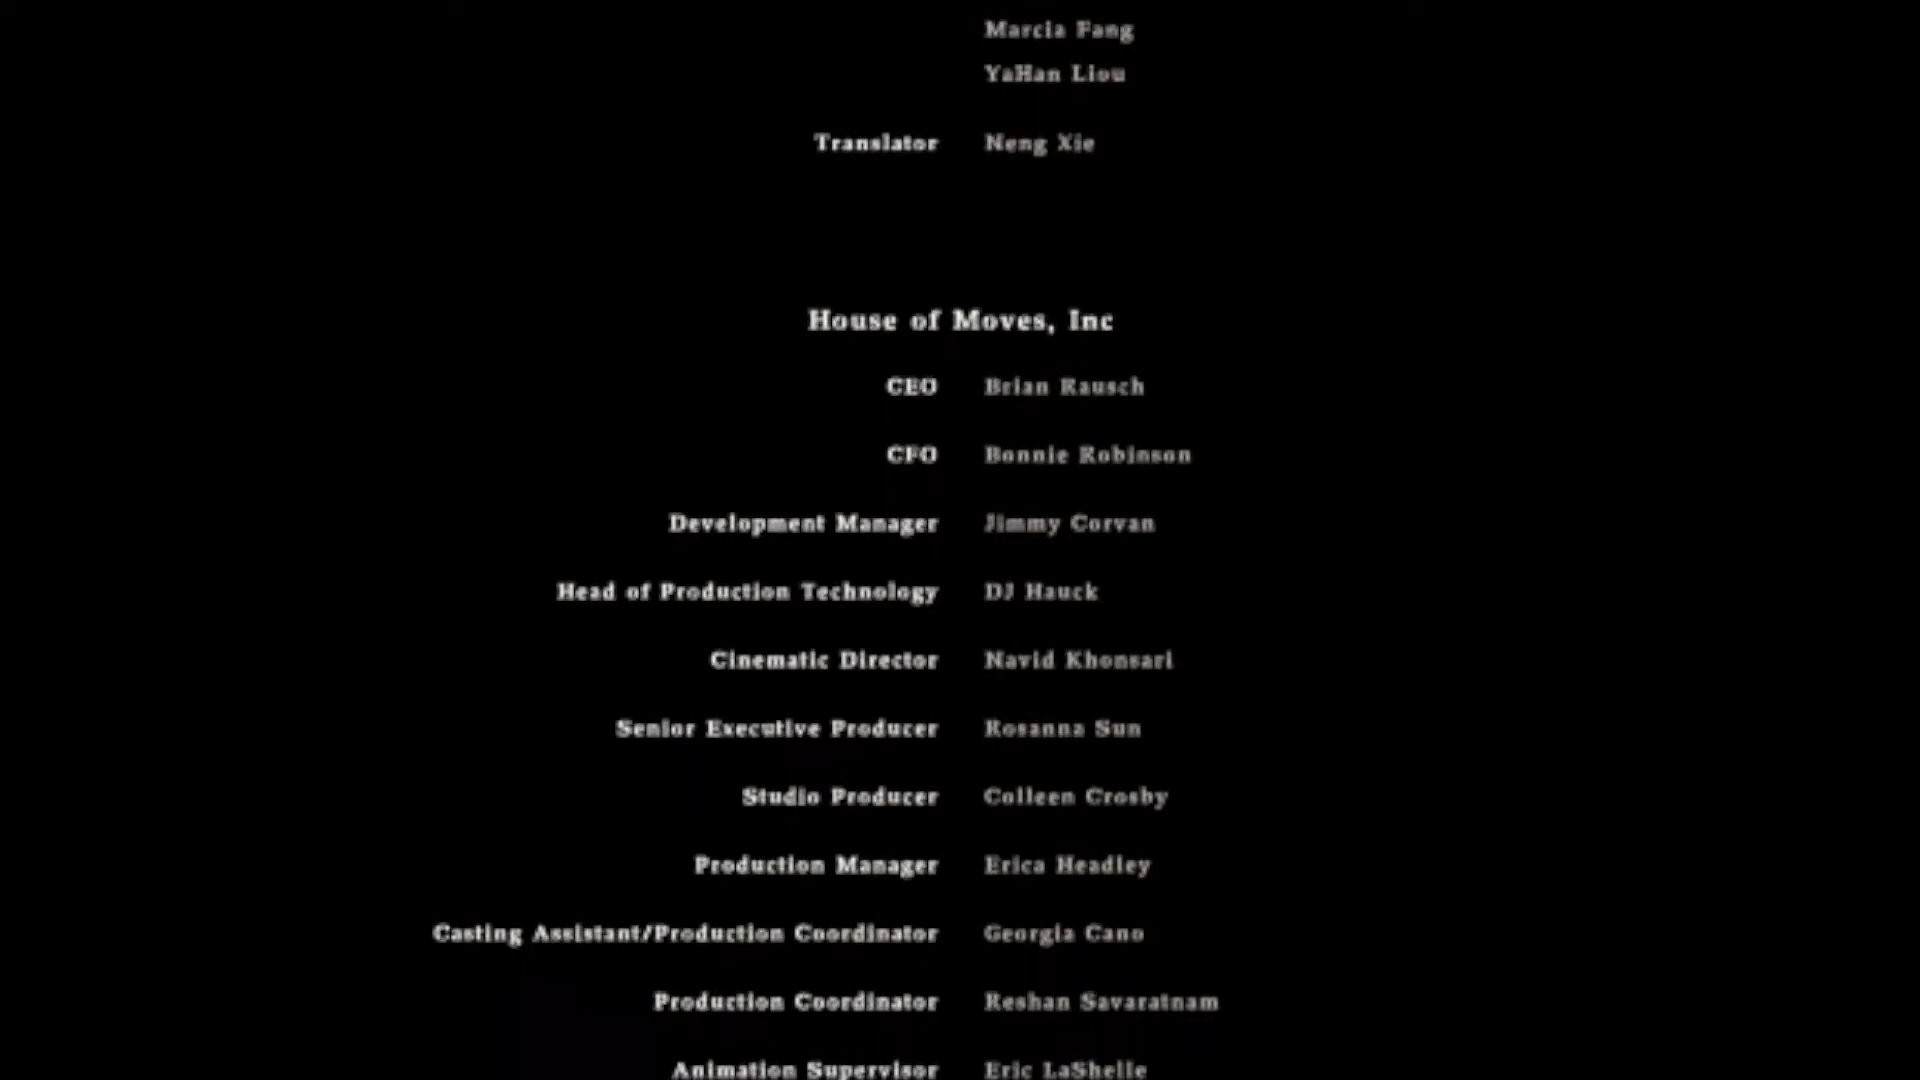 Marcia Fang
YaHan Liou
Translator Neng Xie
House of Moves, Inc
CEO Brian Rausch
CFO Bonnie Robinson
Development Manager Jimmy Corvan
Head of Production Technology DJ Hauck
Cinematic Director Navid Khonsari
Senior Executive Producer Rosanna Sun
Studio Producer Colleen Crosby
Production Manager Erica Headley
Casting Assistant/Production Coordinator Georgia Cano
Production Coordinator Reshan Savaratnam
Animation Supervisor Eric LaShelle